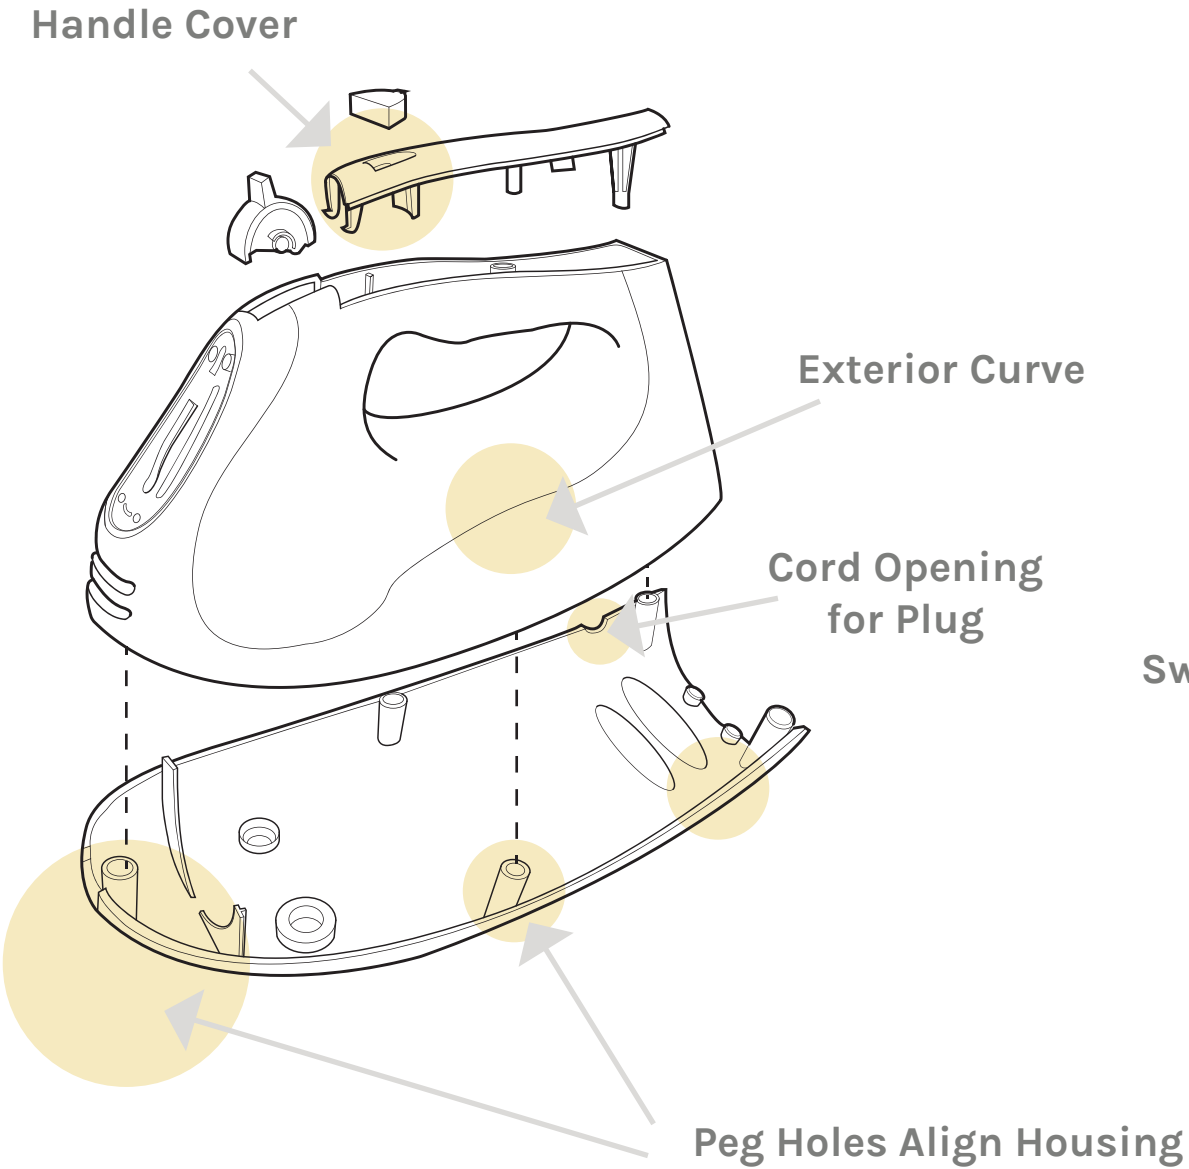 Handle Cover
Exterior Curve
Cord Opening
for Plug
Peg Holes Align Housing